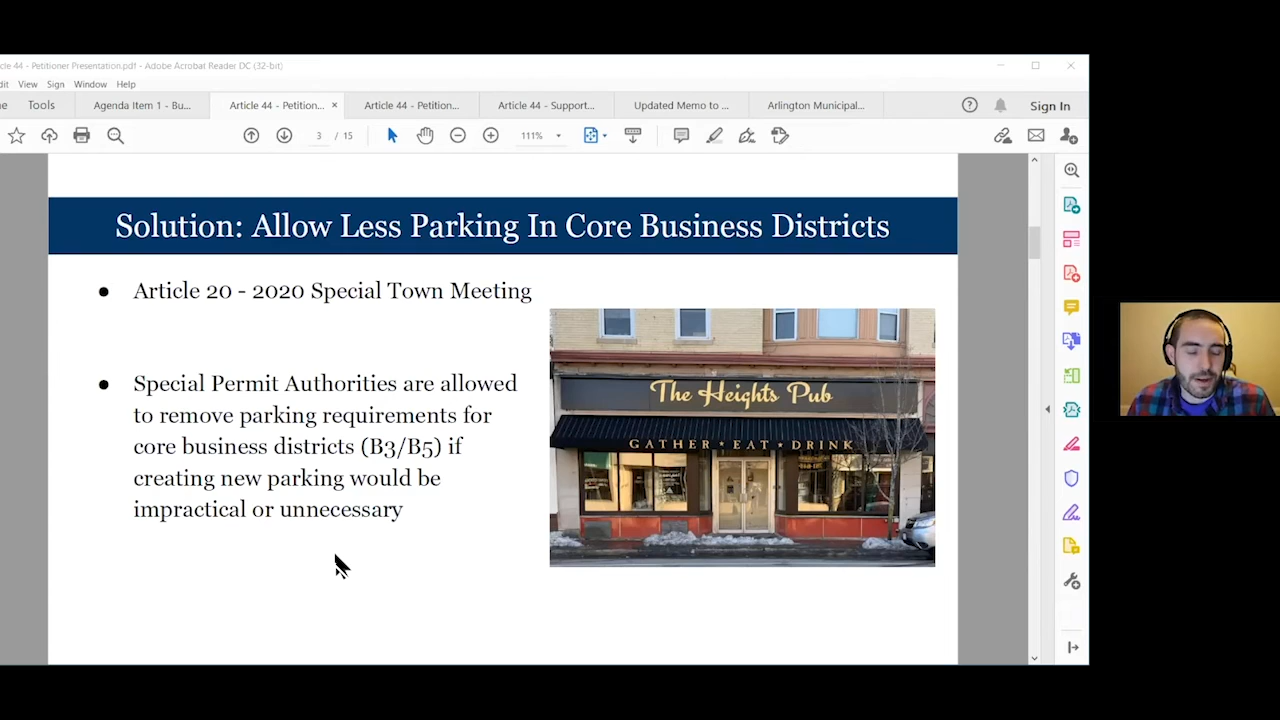 cle 44 - Petitioner Presentation.pdf - Adobe Acrobat Reader DC (32-bit)
dit View Sign Window Help
ne Tools Agenda Item 1 - Bu... Article 44 - Petition... × Article 44 - Petition... Article 44 - Support... Updated Memo to ... Arlington Municipal... Sign In
3 / 15 111%
Solution: Allow Less Parking In Core Business Districts
● Article 20 - 2020 Special Town Meeting
● Special Permit Authorities are allowed
to remove parking requirements for
core business districts (B3/B5) if
creating new parking would be
impractical or unnecessary
The Heights Pub
GATHER ★ EAT ★ DRINK